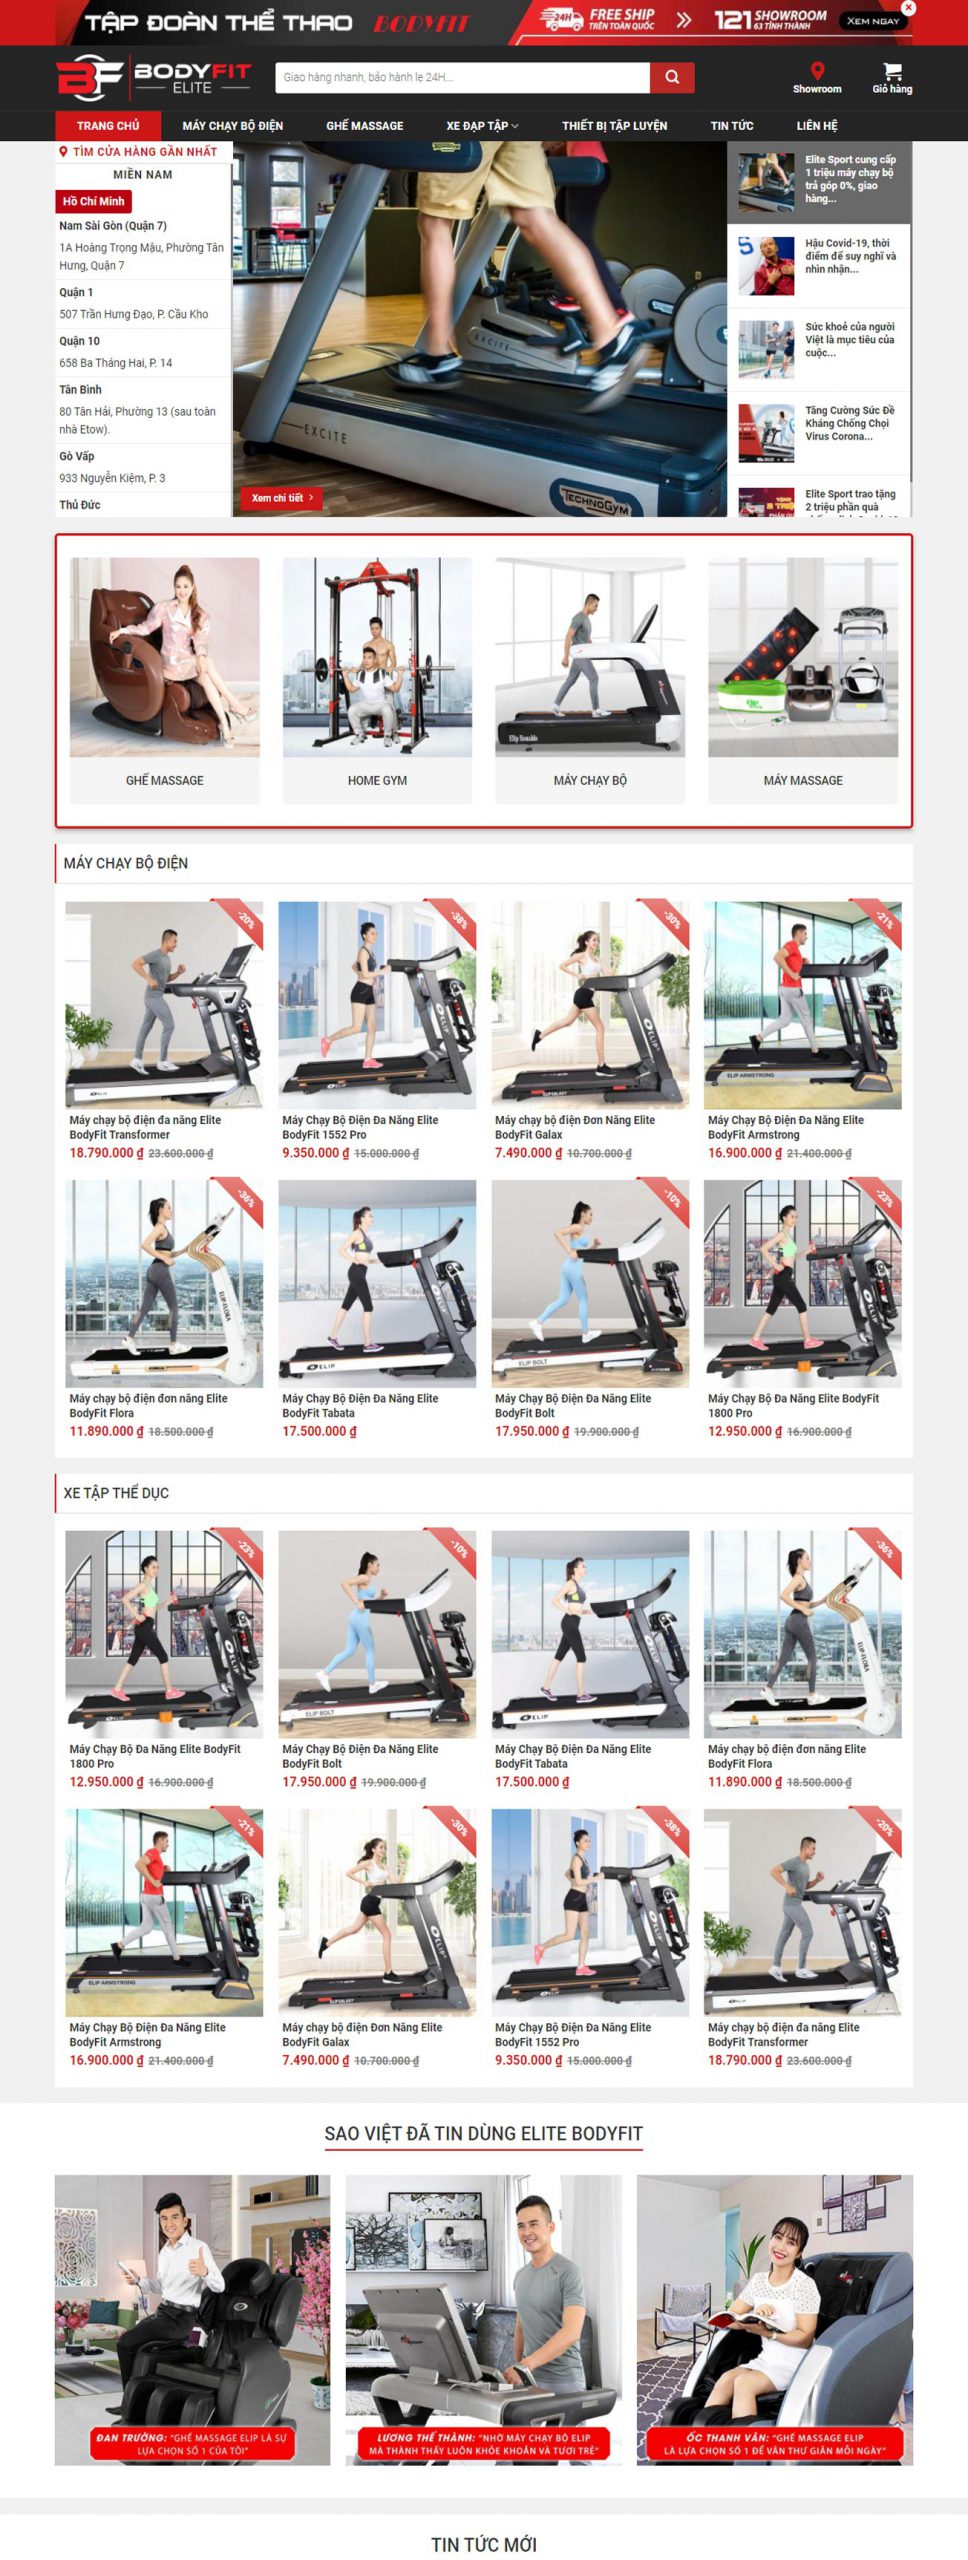 TẬP ĐOÀN THỂ THAO BODYFIT
24H FREE SHIP TRÊN TOÀN QUỐC
121 SHOWROOM 63 TỈNH THÀNH
XEM NGAY
BF BODYFIT
ELITE
Giao hàng nhanh, bảo hành lẹ 24H...
Showroom
Giỏ hàng
TRANG CHỦ MÁY CHẠY BỘ ĐIỆN GHẾ MASSAGE XE ĐẠP TẬP THIẾT BỊ TẬP LUYỆN TIN TỨC LIÊN HỆ
TÌM CỬA HÀNG GẦN NHẤT
MIỀN NAM
Hồ Chí Minh
Nam Sài Gòn (Quận 7)
1A Hoàng Trọng Mậu, Phường Tân
Hưng, Quận 7
Quận 1
507 Trần Hưng Đạo, P. Cầu Kho
Quận 10
658 Ba Tháng Hai, P. 14
Tân Bình
80 Tân Hải, Phường 13 (sau toàn
nhà Etow).
Gò Vấp
933 Nguyễn Kiệm, P. 3
Thủ Đức
EXCITE
EXCITE
TECHNOGYM
Xem chi tiết
Elite Sport cung cấp
1 triệu máy chạy bộ
trả góp 0%, giao
hàng...
Hậu Covid-19, thời
điểm để suy nghĩ và
nhìn nhận...
Sức khoẻ của người
Việt là mục tiêu của
cuộc...
Tăng Cường Sức Đề
Kháng Chống Chọi
Virus Corona...
Elite Sport trao tặng
2 triệu phần quà
GHẾ MASSAGE
HOME GYM
MÁY CHẠY BỘ
MÁY MASSAGE
MÁY CHẠY BỘ ĐIỆN
-20%
-38%
-30%
-21%
Máy chạy bộ điện đa năng Elite
BodyFit Transformer
18.790.000 ₫ 23.600.000 ₫
Máy Chạy Bộ Điện Đa Năng Elite
BodyFit 1552 Pro
9.350.000 ₫ 15.000.000 ₫
Máy chạy bộ điện Đơn Năng Elite
BodyFit Galax
7.490.000 ₫ 10.700.000 ₫
Máy Chạy Bộ Điện Đa Năng Elite
BodyFit Armstrong
16.900.000 ₫ 21.400.000 ₫
-36%
-10%
-23%
Máy chạy bộ điện đơn năng Elite
BodyFit Flora
11.890.000 ₫ 18.500.000 ₫
Máy Chạy Bộ Điện Đa Năng Elite
BodyFit Tabata
17.500.000 ₫
Máy Chạy Bộ Điện Đa Năng Elite
BodyFit Bolt
17.950.000 ₫ 19.900.000 ₫
Máy Chạy Bộ Đa Năng Elite BodyFit
1800 Pro
12.950.000 ₫ 16.900.000 ₫
XE TẬP THỂ DỤC
-23%
-10%
-36%
Máy Chạy Bộ Đa Năng Elite BodyFit
1800 Pro
12.950.000 ₫ 16.900.000 ₫
Máy Chạy Bộ Điện Đa Năng Elite
BodyFit Bolt
17.950.000 ₫ 19.900.000 ₫
Máy Chạy Bộ Điện Đa Năng Elite
BodyFit Tabata
17.500.000 ₫
Máy chạy bộ điện đơn năng Elite
BodyFit Flora
11.890.000 ₫ 18.500.000 ₫
-21%
-30%
-38%
-20%
Máy Chạy Bộ Điện Đa Năng Elite
BodyFit Armstrong
16.900.000 ₫ 21.400.000 ₫
Máy chạy bộ điện Đơn Năng Elite
BodyFit Galax
7.490.000 ₫ 10.700.000 ₫
Máy Chạy Bộ Điện Đa Năng Elite
BodyFit 1552 Pro
9.350.000 ₫ 15.000.000 ₫
Máy chạy bộ điện đa năng Elite
BodyFit Transformer
18.790.000 ₫ 23.600.000 ₫
SAO VIỆT ĐÃ TIN DÙNG ELITE BODYFIT
ĐAN TRƯỜNG: "GHẾ MASSAGE ELIP LÀ SỰ
LỰA CHỌN SỐ 1 CỦA TÔI"
LƯƠNG THẾ THÀNH: "NHỜ MÁY CHẠY BỘ ELIP
MÀ THÀNH THẤY LUÔN KHỎE KHOẮN VÀ TƯƠI TRẺ"
ỐC THANH VÂN: "GHẾ MASSAGE ELIP
LÀ LỰA CHỌN SỐ 1 ĐỂ VÂN THƯ GIÃN MỖI NGÀY"
TIN TỨC MỚI